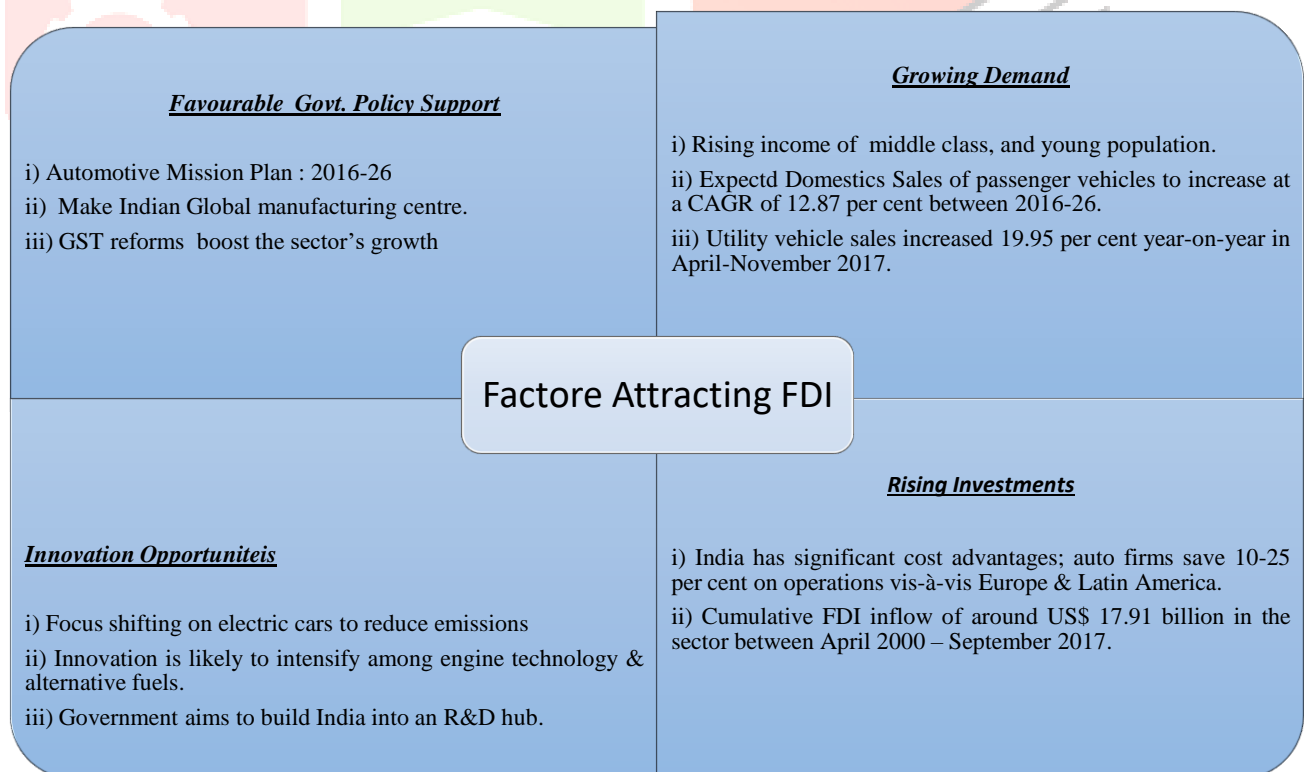 Favourable Govt. Policy Support
i) Automotive Mission Plan : 2016-26
ii) Make Indian Global manufacturing centre.
iii) GST reforms boost the sector's growth
Growing Demand
i) Rising income of middle class, and young population.
ii) Expectd Domestics Sales of passenger vehicles to increase at
a CAGR of 12.87 per cent between 2016-26.
iii) Utility vehicle sales increased 19.95 per cent year-on-year in
April-November 2017.
Factore Attracting FDI
Innovation Opportuniteis
i) Focus shifting on electric cars to reduce emissions
ii) Innovation is likely to intensify among engine technology &
alternative fuels.
iii) Government aims to build India into an R&D hub.
Rising Investments
i) India has significant cost advantages; auto firms save 10-25
per cent on operations vis-à-vis Europe & Latin America.
ii) Cumulative FDI inflow of around US$ 17.91 billion in the
sector between April 2000 – September 2017.